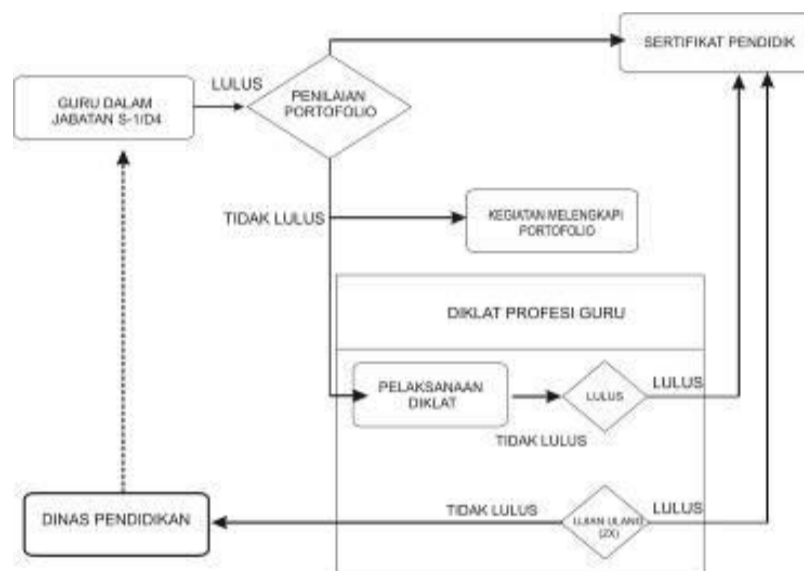 SERTIFIKAT PENDIDIK
LULUS
GURU DALAM
JABATAN S-1/D4
PENILAIAN
PORTOFOLIO
TIDAK LULUS
KEGIATAN MELENGKAPI
PORTOFOLIO
DIKLAT PROFESI GURU
PELAKSANAAN
DIKLAT
LULUS
LULUS
TIDAK LULUS
DINAS PENDIDIKAN
TIDAK LULUS
UJIAN ULANG
(2X)
LULUS